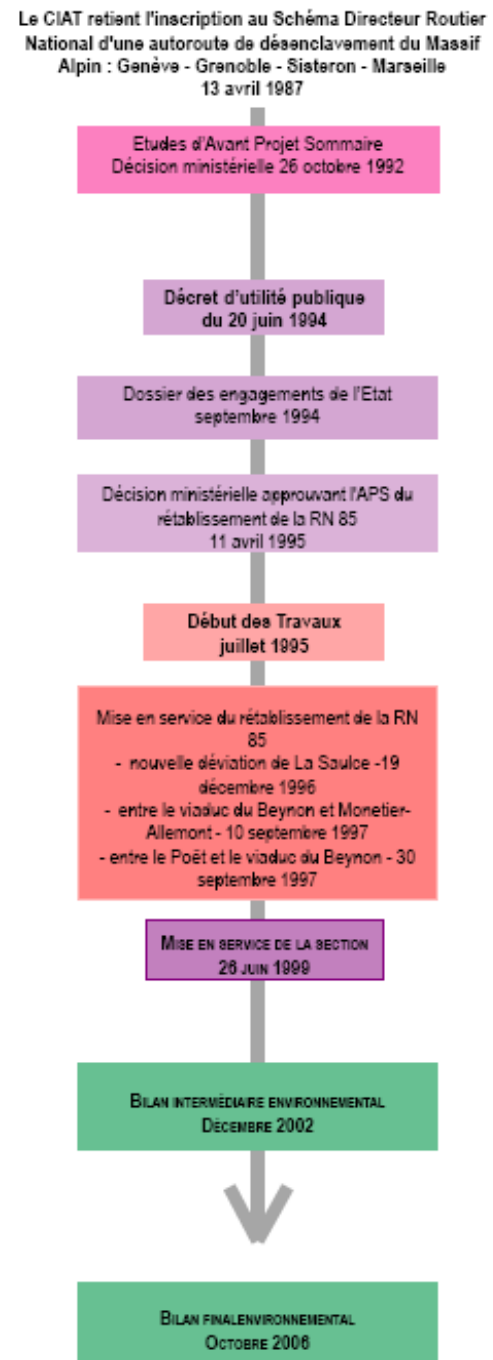 Le CIAT retient l'inscription au Schéma Directeur Routier
National d'une autoroute de désenclavement du Massif
Alpin : Genève - Grenoble - Sisteron - Marseille
13 avril 1987
Etudes d'Avant Projet Sommaire
Décision ministérielle 26 octobre 1992
Décret d'utilité publique
du 20 juin 1994
Dossier des engagements de l'Etat
septembre 1994
Décision ministérielle approuvant l'APS du
rétablissement de la RN 85
11 avril 1995
Début des Travaux
juillet 1995
Mise en service du rétablissement de la RN
85
- nouvelle déviation de La Saulce -19
décembre 1996
- entre le viaduc du Beynon et Monetier-
Allemont - 10 septembre 1997
- entre le Poët et le viaduc du Beynon - 30
septembre 1997
MISE EN SERVICE DE LA SECTION
26 JUIN 1999
BILAN INTERMÉDIAIRE ENVIRONNEMENTAL
DÉCEMBRE 2002
BILAN FINALENVIRONNEMENTAL
OCTOBRE 2006